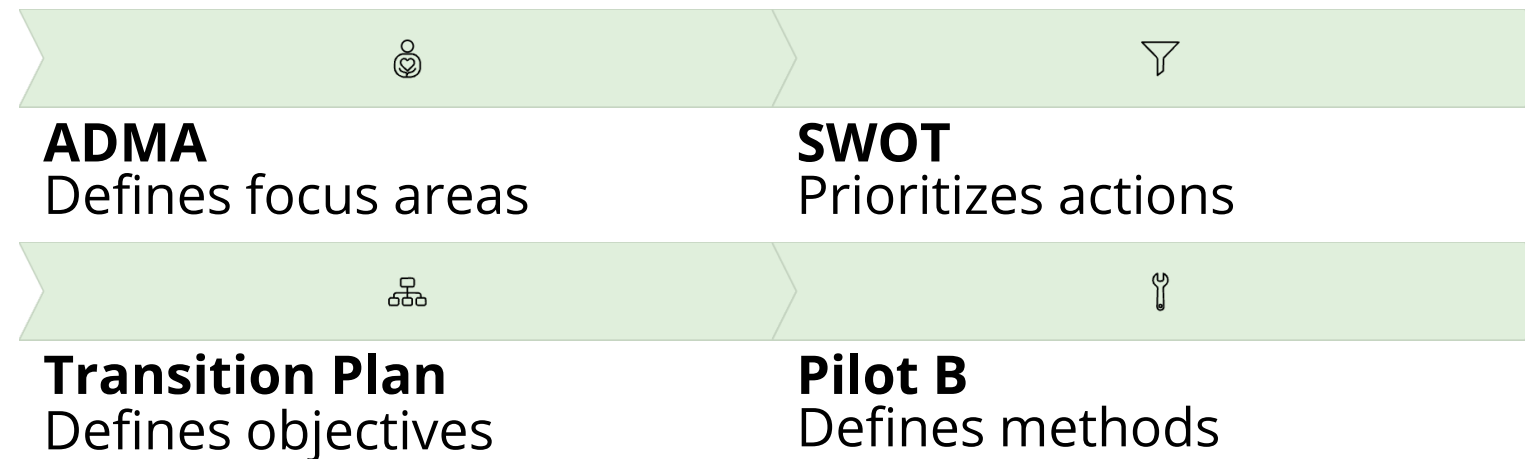 ADMA
Defines focus areas
SWOT
Prioritizes actions
Transition Plan
Defines objectives
Pilot B
Defines methods